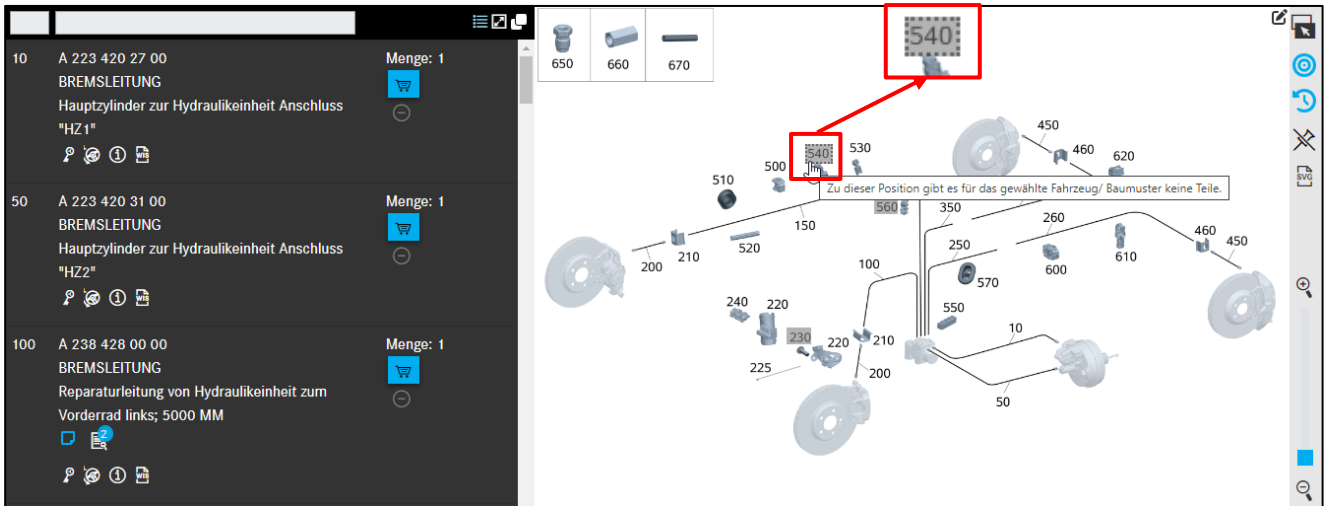 10 A 223 420 27 00 Menge: 1
BREMSLEITUNG
Hauptzylinder zur Hydraulikeinheit Anschluss
"HZ1"
WIS
50 A 223 420 31 00 Menge: 1
BREMSLEITUNG
Hauptzylinder zur Hydraulikeinheit Anschluss
"HZ2"
WIS
100 A 238 428 00 00 Menge: 1
BREMSLEITUNG
Reparaturleitung von Hydraulikeinheit zum
Vorderrad links; 5000 MM
2
WIS
650 660 670
540
540 530
500
510
450
460
620
Zu dieser Position gibt es für das gewählte Fahrzeug/ Baumuster keine Teile.
560
350
150
260
520
210
200
250
460
450
610
600
100
570
240 220
550
230
220
210
10
225
200
50
SVG